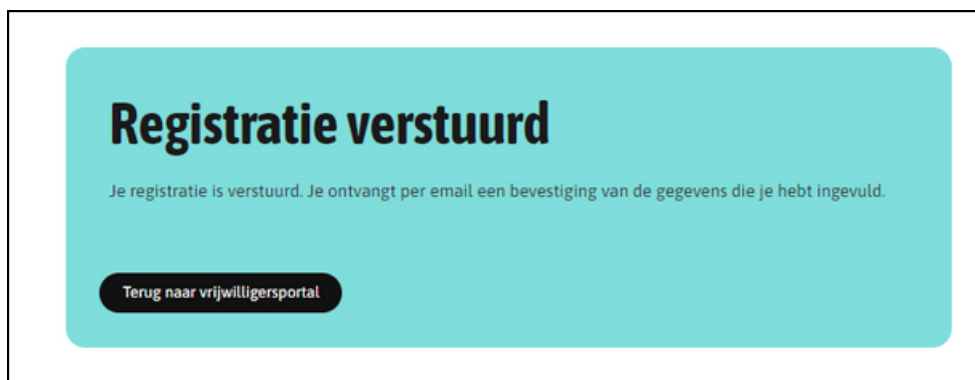 Registratie verstuurd
Je registratie is verstuurd. Je ontvangt per email een bevestiging van de gegevens die je hebt ingevuld.
Terug naar vrijwilligersportal